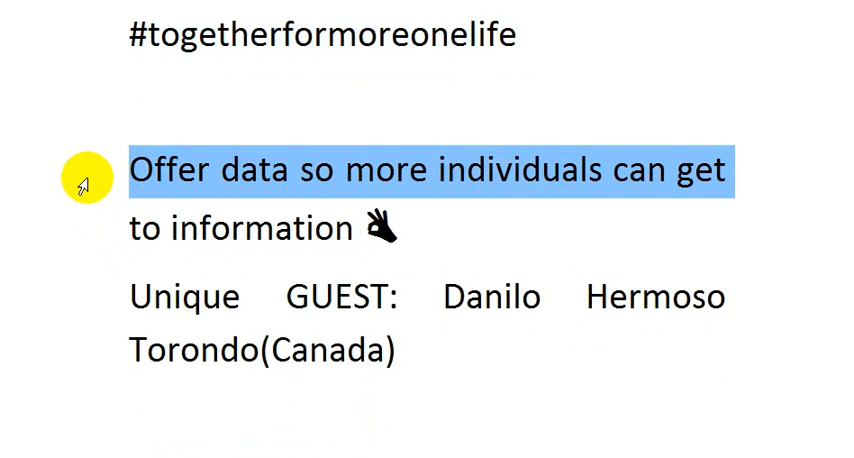 #togetherformoreonelife
Offer data so more individuals can get
to information 👌
Unique GUEST: Danilo Hermoso
Torondo(Canada)